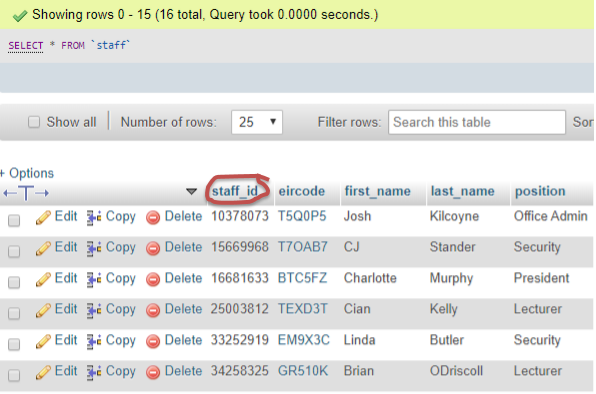 Showing rows 0 - 15 (16 total, Query took 0.0000 seconds.)
SELECT * FROM `staff`
Show all Number of rows: 25 Filter rows: Search this table Sor
+ Options
←T→ staff_id eircode first_name last_name position
Edit Copy Delete 10378073 T5Q0P5 Josh Kilcoyne Office Admin
Edit Copy Delete 15669968 T7OAB7 CJ Stander Security
Edit Copy Delete 16681633 BTC5FZ Charlotte Murphy President
Edit Copy Delete 25003812 TEXD3T Cian Kelly Lecturer
Edit Copy Delete 33252919 EM9X3C Linda Butler Security
Edit Copy Delete 34258325 GR510K Brian ODriscoll Lecturer